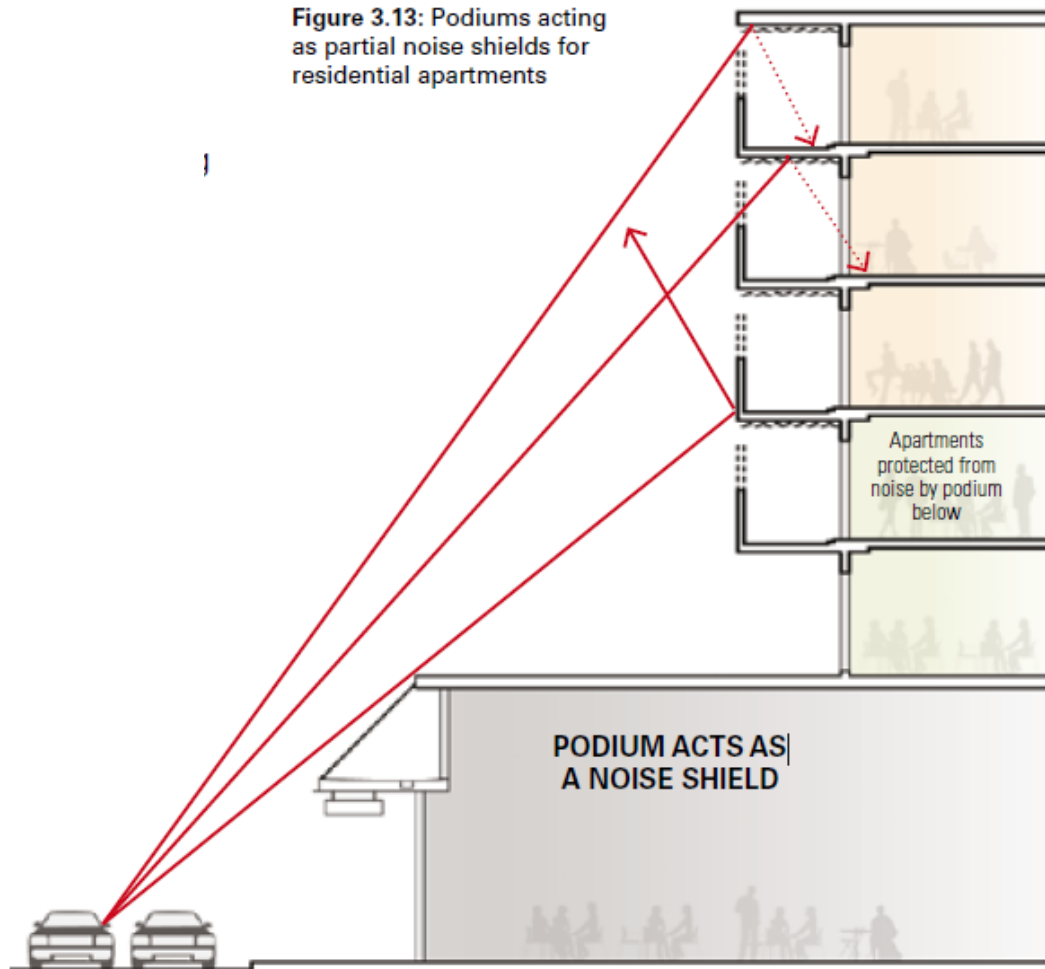 Figure 3.13: Podiums acting
as partial noise shields for
residential apartments
Apartments
protected from
noise by podium
below
PODIUM ACTS AS
A NOISE SHIELD